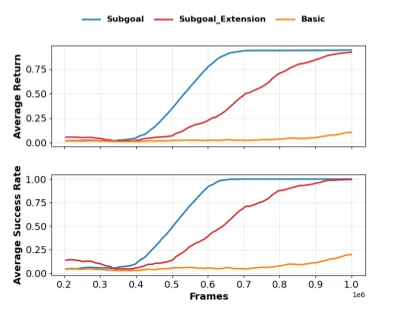 Subgoal Subgoal_Extension Basic
Average Return
0.75
0.50
0.25
0.00
Average Success Rate
1.00
0.75
0.50
0.25
0.00
0.2 0.3 0.4 0.5 0.6 0.7 0.8 0.9 1.0
Frames
1e6